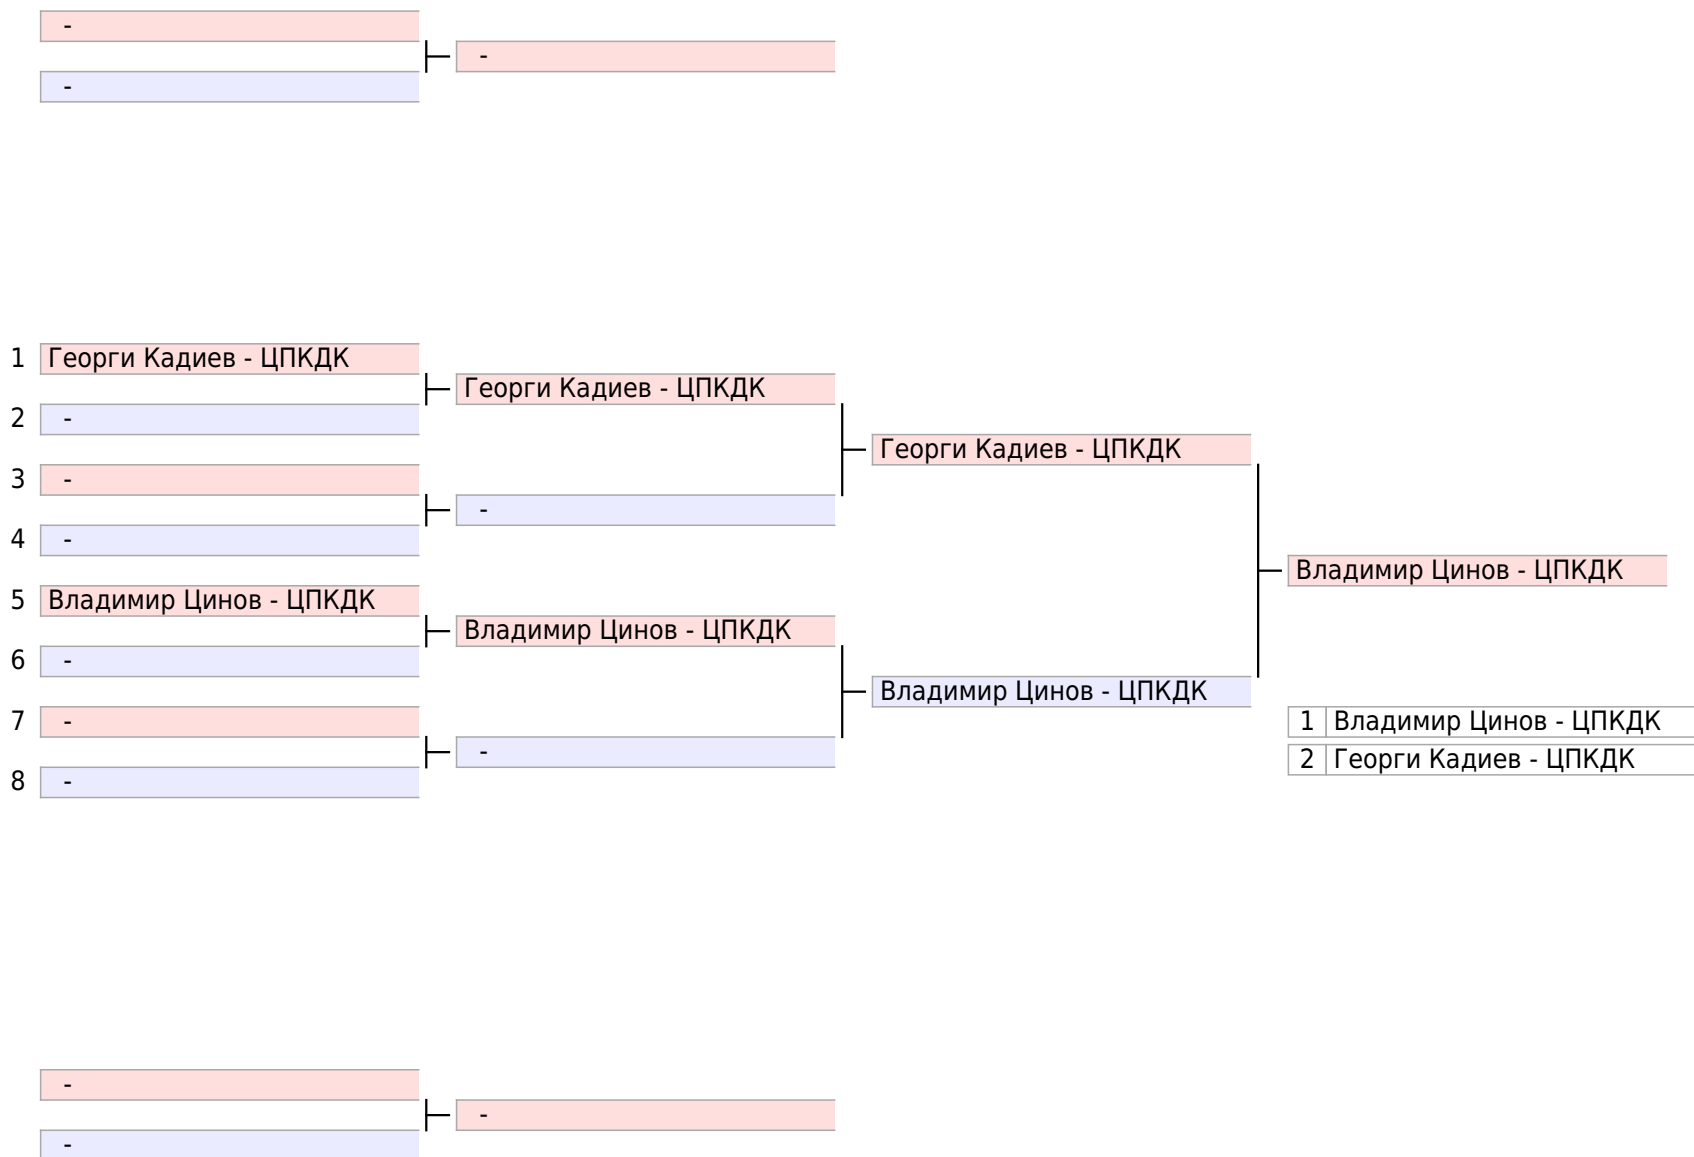 -
-
-
1 Георги Кадиев - ЦПКДК
Георги Кадиев - ЦПКДК
2 -
Георги Кадиев - ЦПКДК
3 -
-
4 -
Владимир Цинов - ЦПКДК
5 Владимир Цинов - ЦПКДК
Владимир Цинов - ЦПКДК
6 -
Владимир Цинов - ЦПКДК
7 -
1 Владимир Цинов - ЦПКДК
-
2 Георги Кадиев - ЦПКДК
8 -
-
-
-